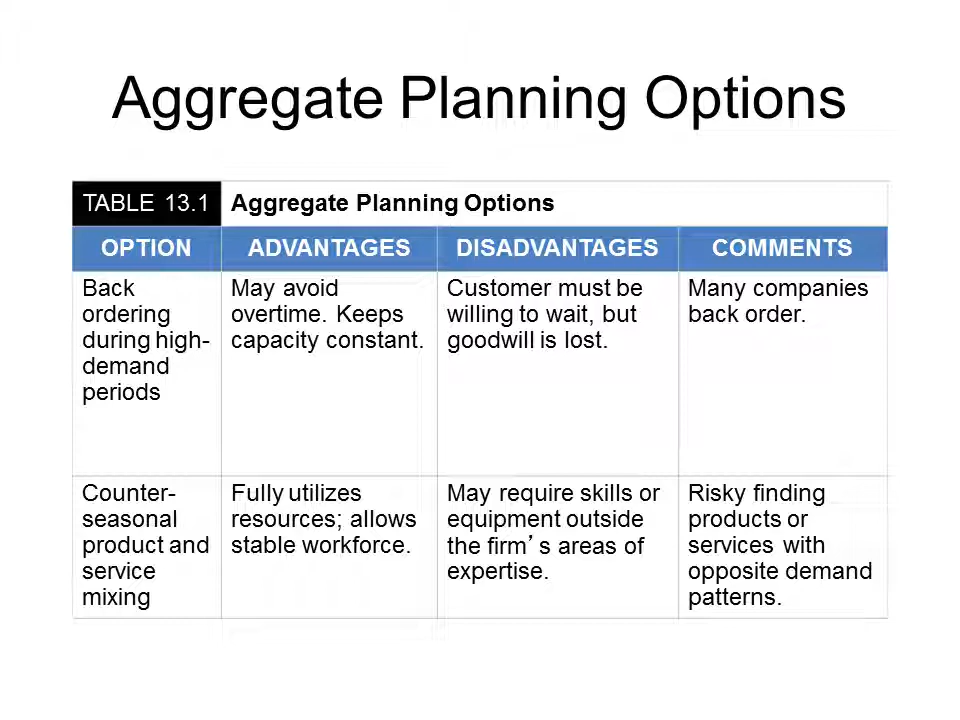 Aggregate Planning Options
TABLE 13.1 Aggregate Planning Options
OPTION ADVANTAGES DISADVANTAGES COMMENTS
Back
ordering
during high-
demand
periods
May avoid
overtime. Keeps
capacity constant.
Customer must be
willing to wait, but
goodwill is lost.
Many companies
back order.
Counter-
seasonal
product and
service
mixing
Fully utilizes
resources; allows
stable workforce.
May require skills or
equipment outside
the firm’s areas of
expertise.
Risky finding
products or
services with
opposite demand
patterns.